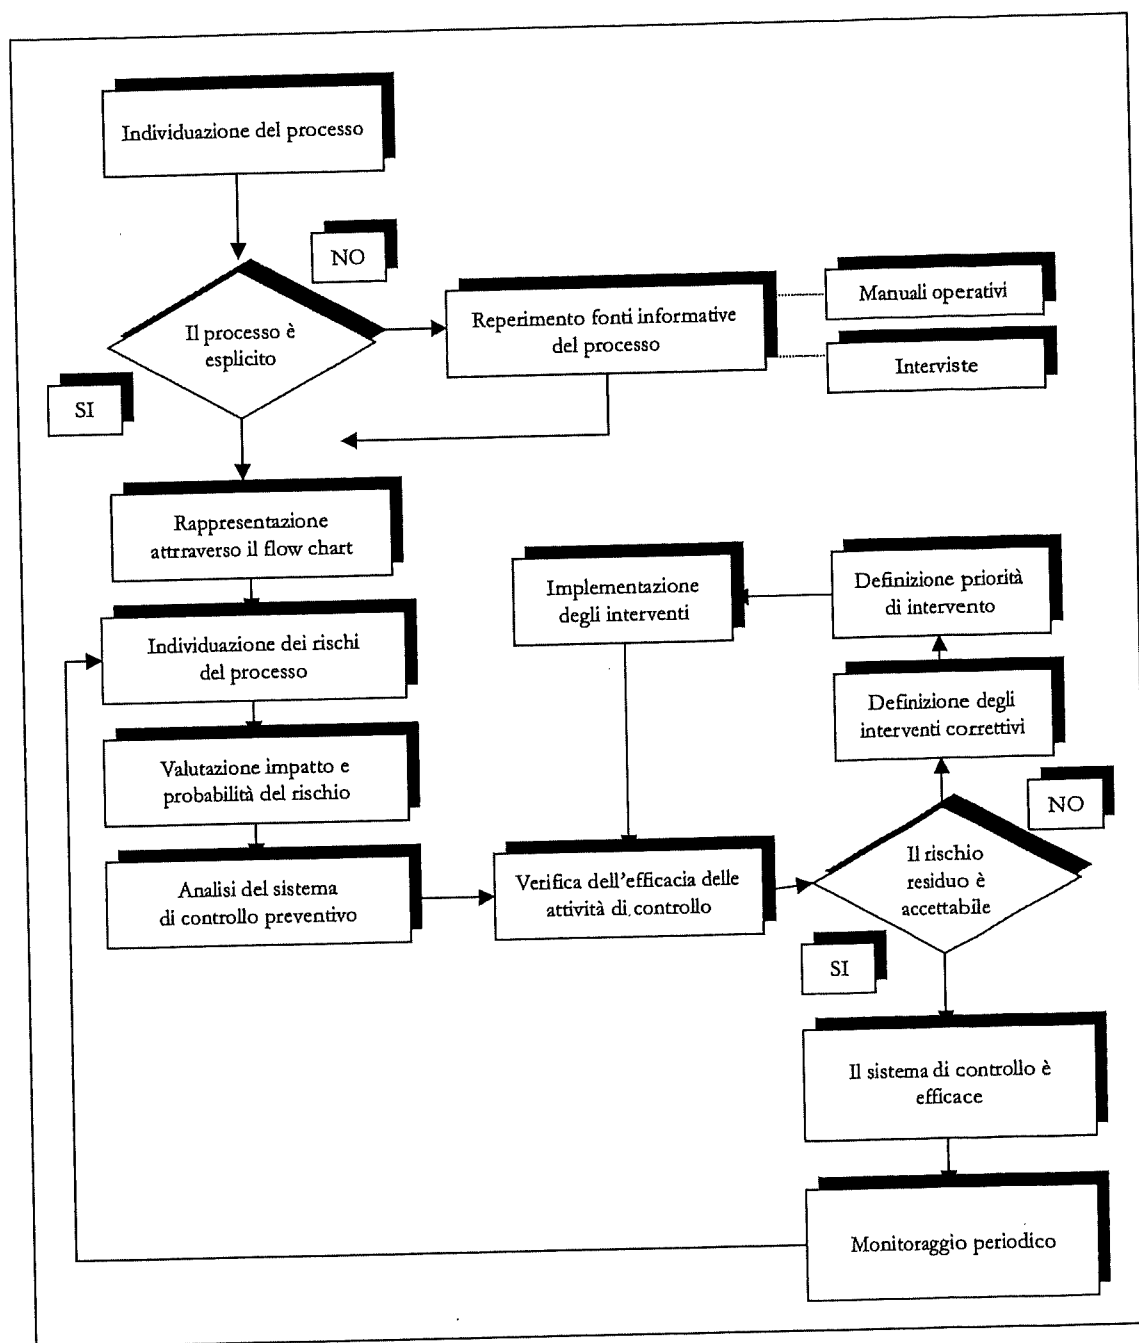 Individuazione del processo
NO
Il processo è
esplicito
SI
Reperimento fonti informative
del processo
Manuali operativi
Interviste
Rappresentazione
attrraverso il flow chart
Individuazione dei rischi
del processo
Valutazione impatto e
probabilità del rischio
Analisi del sistema
di controllo preventivo
Implementazione
degli interventi
Definizione priorità
di intervento
Definizione degli
interventi correttivi
Verifica dell'efficacia delle
attività di controllo
NO
Il rischio
residuo è
accettabile
SI
Il sistema di controllo è
efficace
Monitoraggio periodico